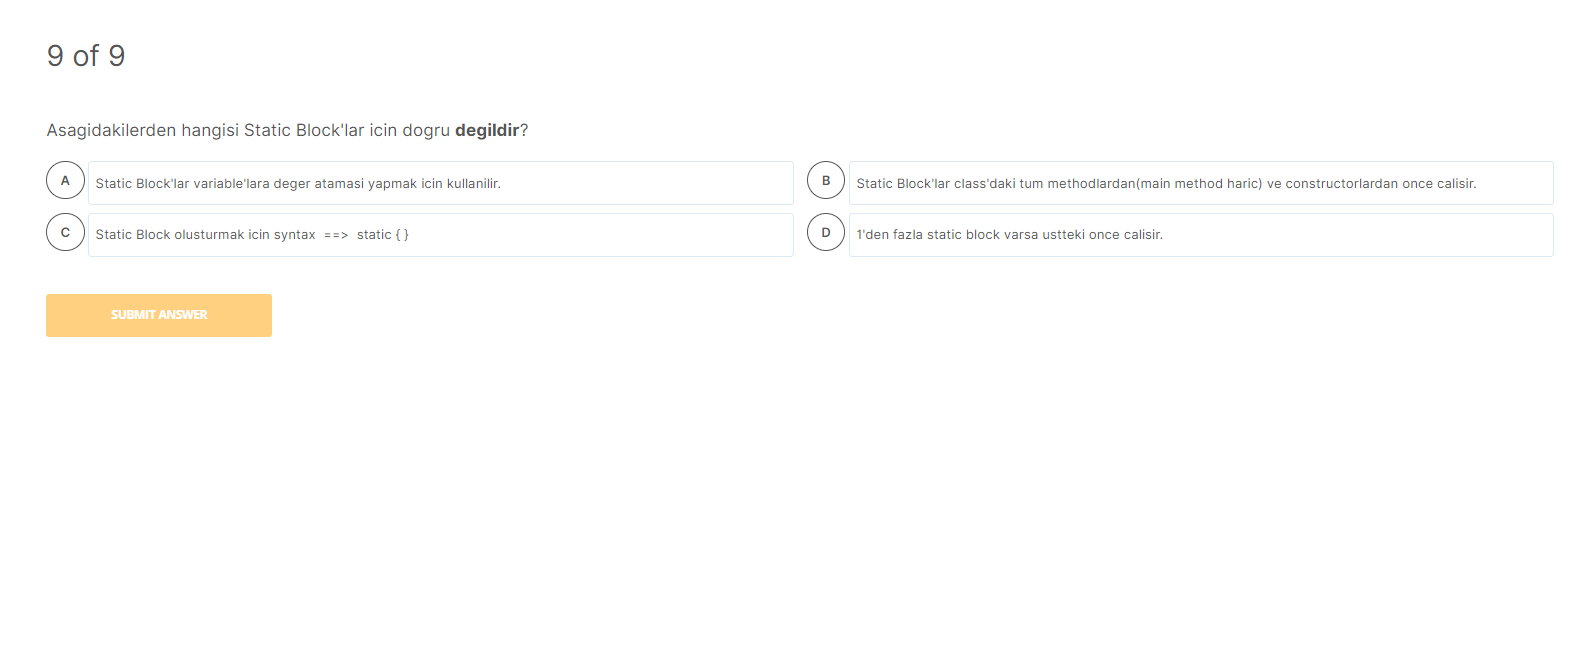 9 of 9
Asagidakilerden hangisi Static Block'lar icin dogru degildir?
A Static Block'lar variable'lara deger atamasi yapmak icin kullanilir.
B Static Block'lar class'daki tum methodlardan(main method haric) ve constructorlardan once calisir.
C Static Block olusturmak icin syntax ==> static { }
D 1'den fazla static block varsa ustteki once calisir.
SUBMIT ANSWER